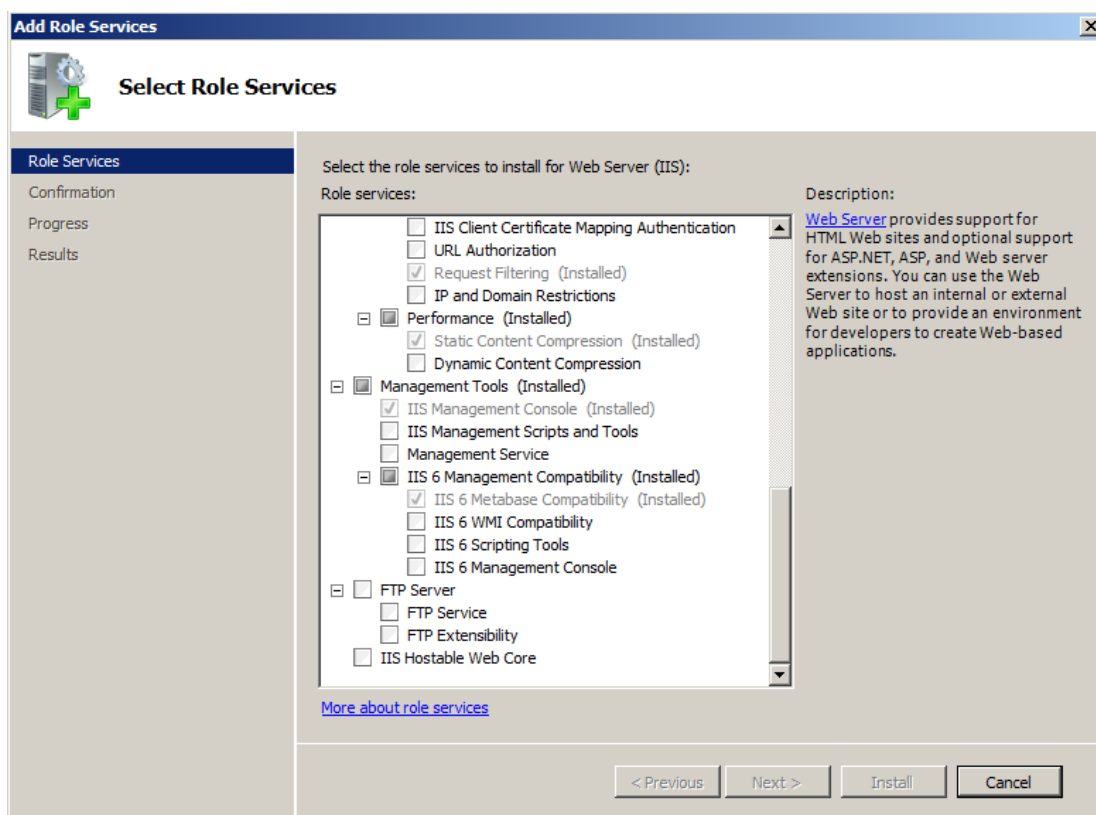 Add Role Services
Select Role Services
Role Services
Confirmation
Progress
Results
Select the role services to install for Web Server (IIS):
Role services:
IIS Client Certificate Mapping Authentication
URL Authorization
Request Filtering (Installed)
IP and Domain Restrictions
Performance (Installed)
Static Content Compression (Installed)
Dynamic Content Compression
Management Tools (Installed)
IIS Management Console (Installed)
IIS Management Scripts and Tools
Management Service
IIS 6 Management Compatibility (Installed)
IIS 6 Metabase Compatibility (Installed)
IIS 6 WMI Compatibility
IIS 6 Scripting Tools
IIS 6 Management Console
FTP Server
FTP Service
FTP Extensibility
IIS Hostable Web Core
More about role services
Description:
Web Server provides support for
HTML Web sites and optional support
for ASP.NET, ASP, and Web server
extensions. You can use the Web
Server to host an internal or external
Web site or to provide an environment
for developers to create Web-based
applications.
< Previous
Next >
Install
Cancel